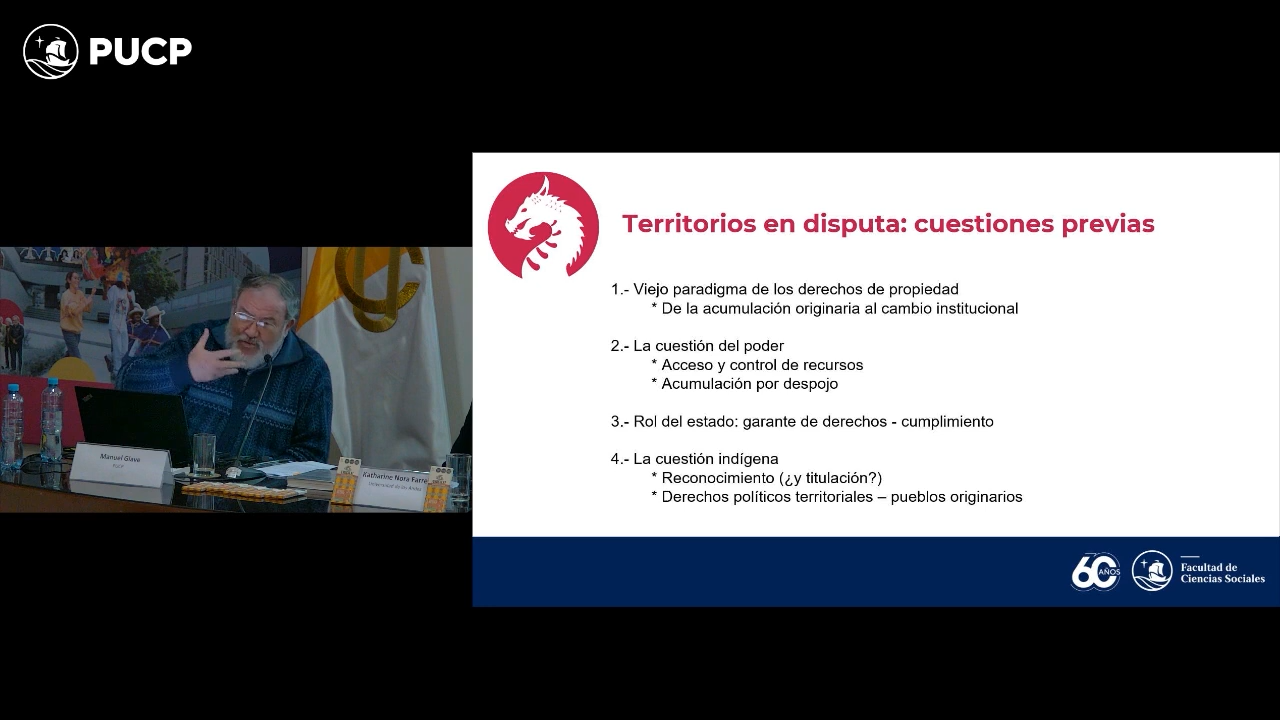 PUCP
Territorios en disputa: cuestiones previas
1.- Viejo paradigma de los derechos de propiedad
* De la acumulación originaria al cambio institucional
2.- La cuestión del poder
* Acceso y control de recursos
* Acumulación por despojo
3.- Rol del estado: garante de derechos - cumplimiento
4.- La cuestión indígena
* Reconocimiento (¿y titulación?)
* Derechos políticos territoriales – pueblos originarios
Manuel Glave
PUCP
Katharine Nora Farre
60 AÑOS
Facultad de
Ciencias Sociales